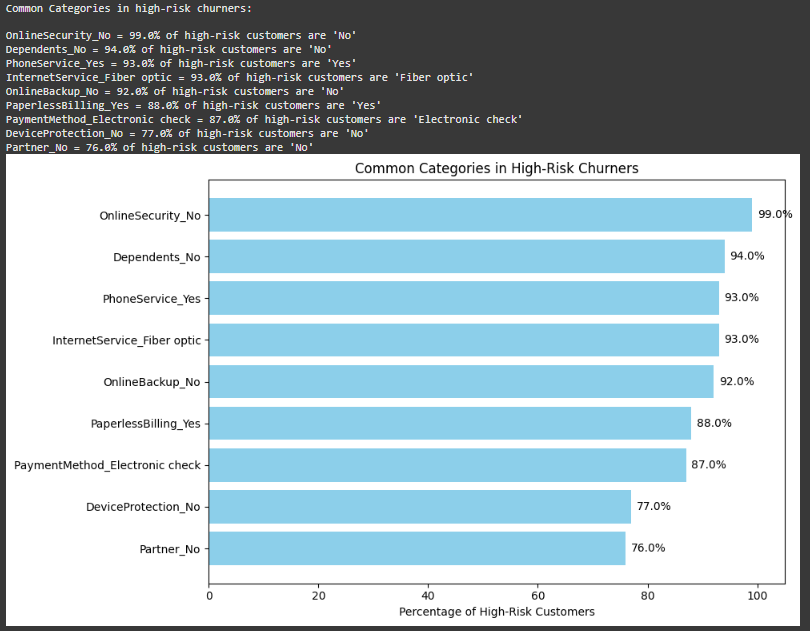 Common Categories in high-risk churners:
OnlineSecurity_No = 99.0% of high-risk customers are 'No'
Dependents_No = 94.0% of high-risk customers are 'No'
PhoneService_Yes = 93.0% of high-risk customers are 'Yes'
InternetService_Fiber optic = 93.0% of high-risk customers are 'Fiber optic'
OnlineBackup_No = 92.0% of high-risk customers are 'No'
PaperlessBilling_Yes = 88.0% of high-risk customers are 'Yes'
PaymentMethod_Electronic check = 87.0% of high-risk customers are 'Electronic check'
DeviceProtection_No = 77.0% of high-risk customers are 'No'
Partner_No = 76.0% of high-risk customers are 'No'
Common Categories in High-Risk Churners
OnlineSecurity_No 99.0%
Dependents_No 94.0%
PhoneService_Yes 93.0%
InternetService_Fiber optic 93.0%
OnlineBackup_No 92.0%
PaperlessBilling_Yes 88.0%
PaymentMethod_Electronic check 87.0%
DeviceProtection_No 77.0%
Partner_No 76.0%
0 20 40 60 80 100
Percentage of High-Risk Customers